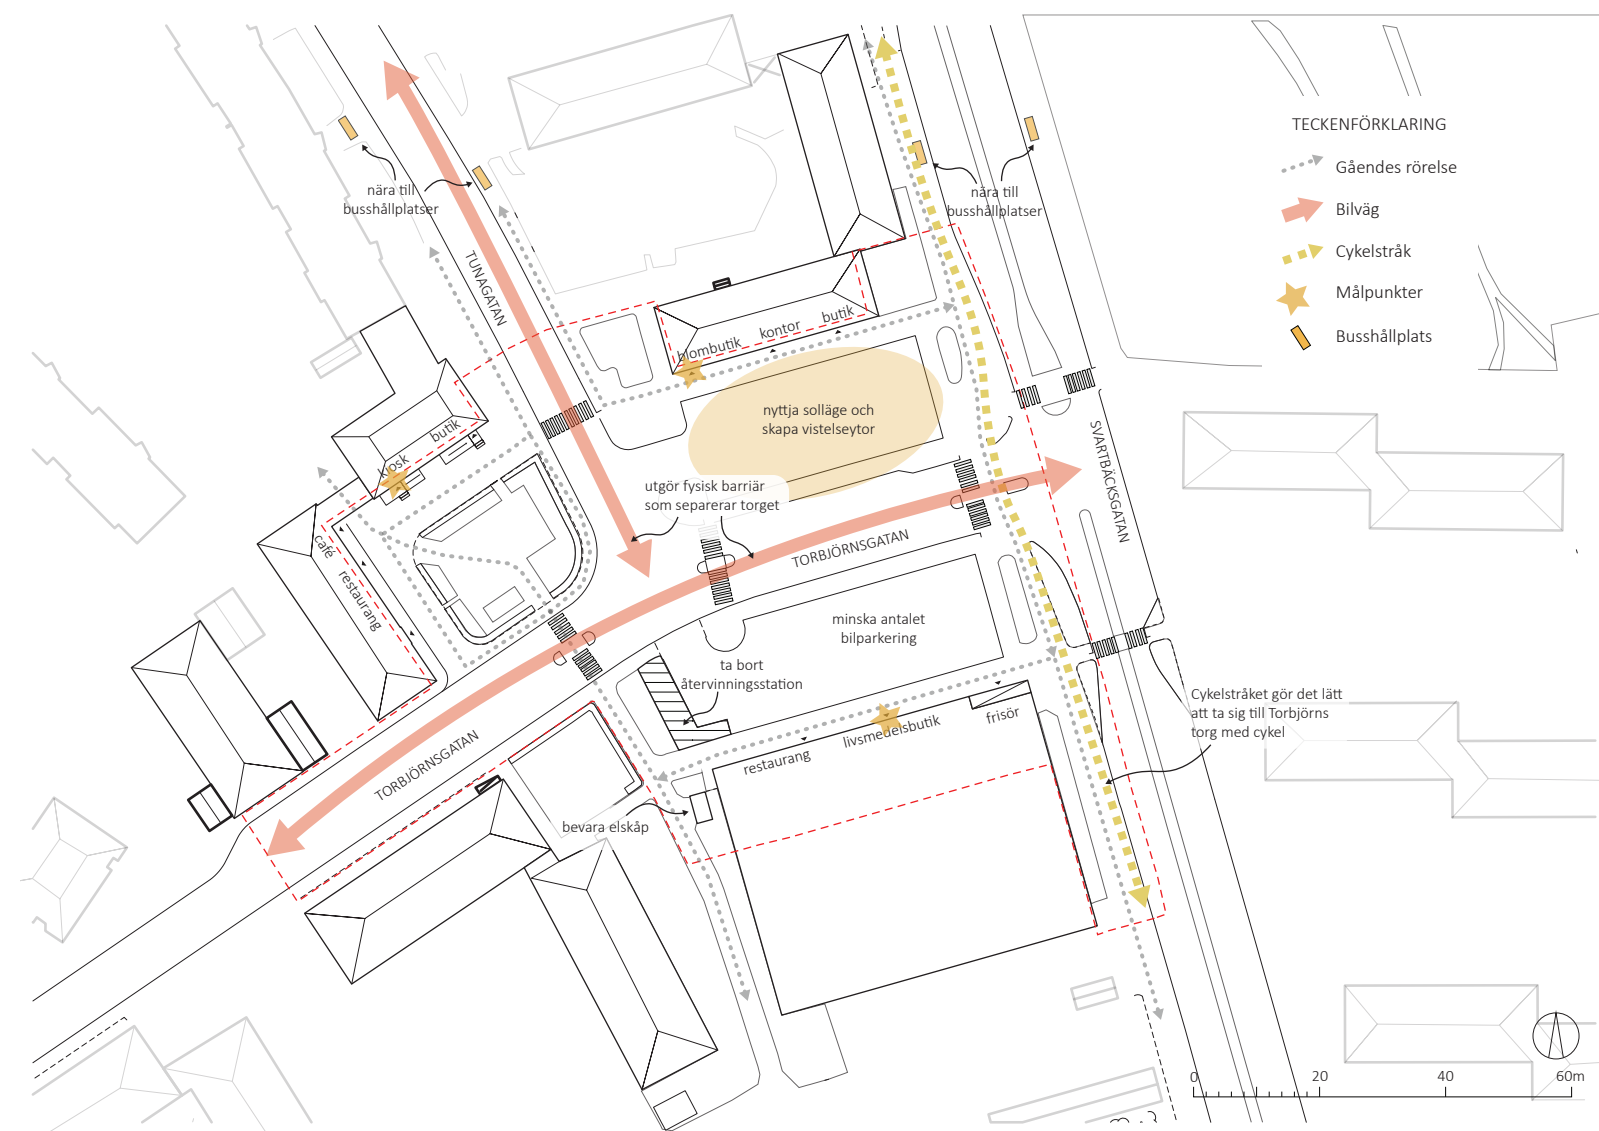 TECKENFÖRKLARING
Gåendes rörelse
Bilväg
Cykelstråk
Målpunkter
Busshållplats
nära till
busshållplatser
nära till
busshållplatser
TUNAGATAN
blombutik
kontor
butik
butik
kiosk
nyttja solläge och
skapa vistelseytor
SVARTBÄCKSGATAN
utgör fysisk barriär
som separerar torget
TORBJÖRNSGATAN
café
restaurang
minska antalet
bilparkering
ta bort
återvinningsstation
Cykelstråket gör det lätt
att ta sig till Torbjörns
torg med cykel
frisör
livsmedelsbutik
restaurang
TORBJÖRNSGATAN
bevara elskåp
0
20
40
60m